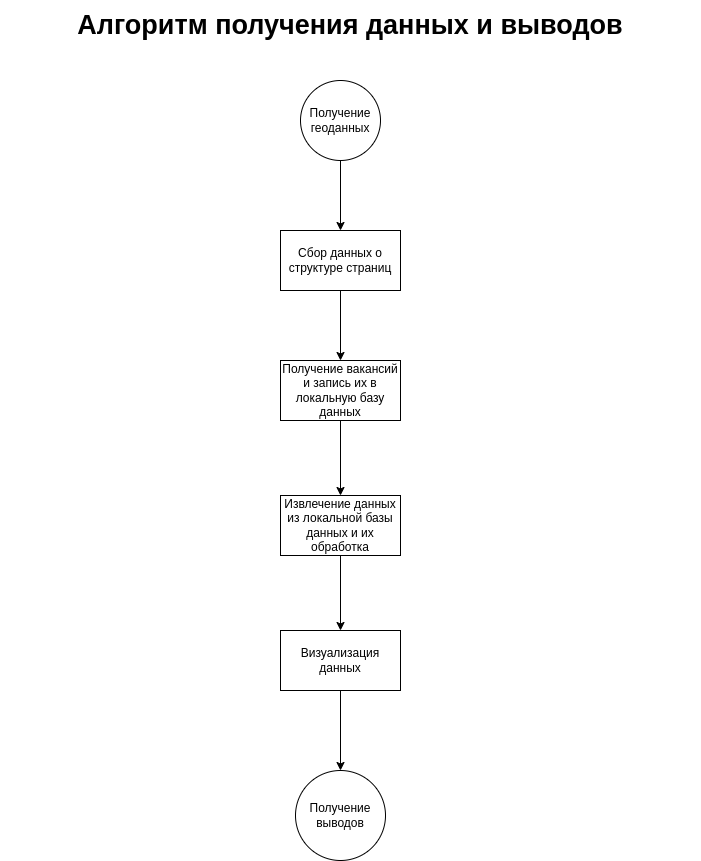 Алгоритм получения данных и выводов
Получение
геоданных
Сбор данных о
структуре страниц
Получение вакансий
и запись их в
локальную базу
данных
Извлечение данных
из локальной базы
данных и их
обработка
Визуализация
данных
Получение
выводов